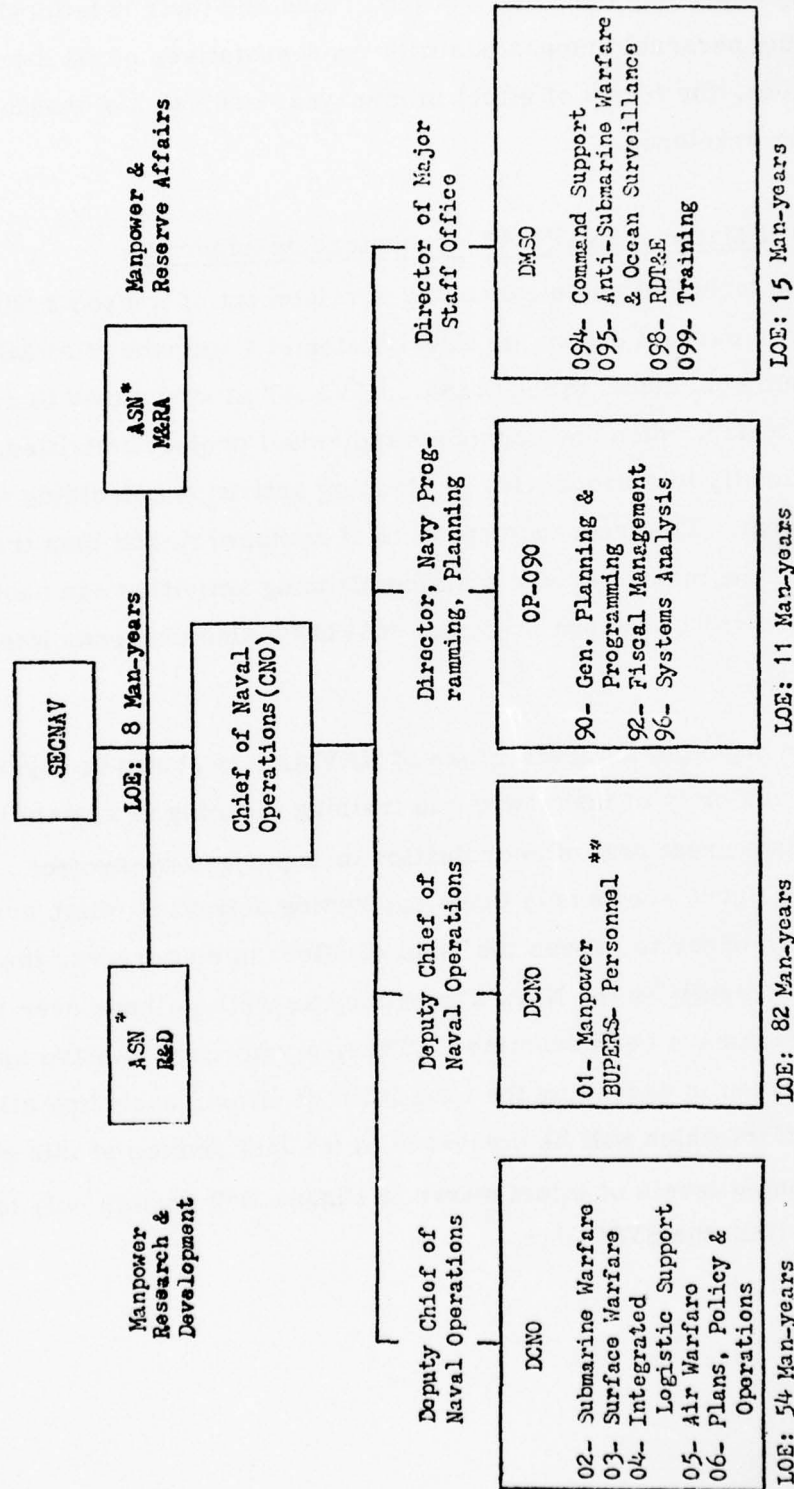 SECNAV
ASN*
R&D
Manpower
Research &
Development
LOE: 8 Man-years
ASN*
M&RA
Manpower &
Reserve Affairs
Chief of Naval
Operations(CNO)
Deputy Chief of
Naval Operations
DCNO
02- Submarine Warfare
03- Surface Warfare
04- Integrated
Logistic Support
05- Air Warfare
06- Plans, Policy &
Operations
LOE: 54 Man-years
Deputy Chief of
Naval Operations
DCNO
01- Manpower
BUPERS- Personnel **
LOE: 82 Man-years
Director, Navy Prog-
ramming, Planning
OP-090
90- Gen. Planning &
Programming
92- Fiscal Management
96- Systems Analysis
LOE: 11 Man-years
Director of Major
Staff Office
DMSO
094- Command Support
095- Anti-Submarine Warfare
& Ocean Surveillance
098- RDT&E
099- Training
LOE: 15 Man-years